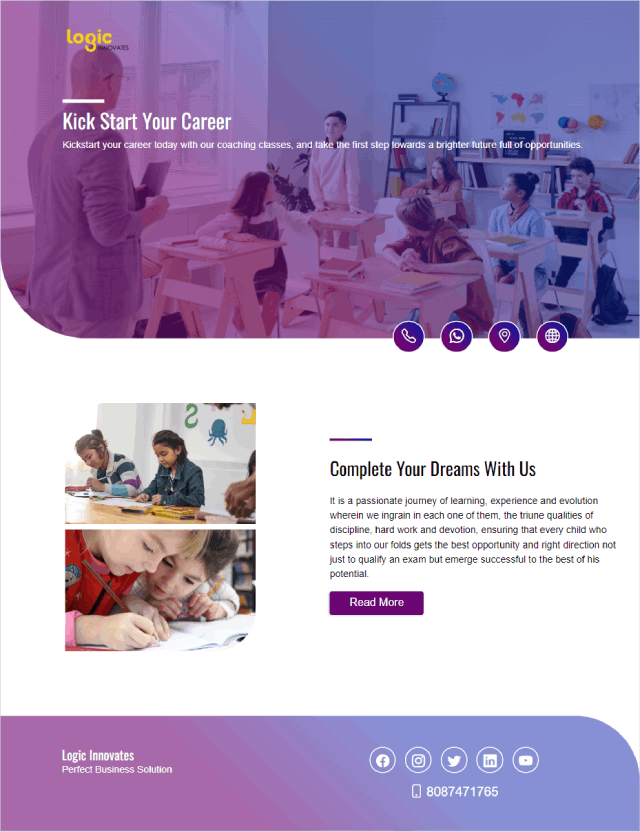 logic
INNOVATES
Kick Start Your Career
Kickstart your career today with our coaching classes, and take the first step towards a brighter future full of opportunities.
Complete Your Dreams With Us
It is a passionate journey of learning, experience and evolution
wherein we ingrain in each one of them, the triune qualities of
discipline, hard work and devotion, ensuring that every child who
steps into our folds gets the best opportunity and right direction not
just to qualify an exam but emerge successful to the best of his
potential.
Read More
Logic Innovates
Perfect Business Solution
8087471765